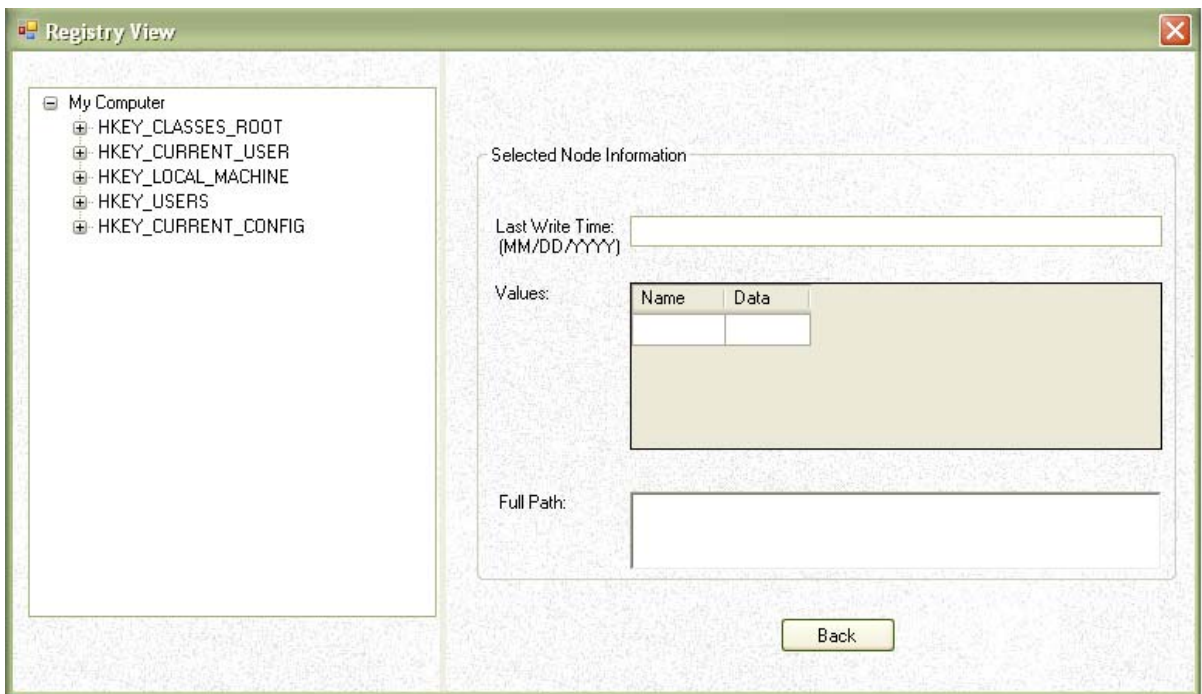 Registry View
My Computer
HKEY_CLASSES_ROOT
HKEY_CURRENT_USER
HKEY_LOCAL_MACHINE
HKEY_USERS
HKEY_CURRENT_CONFIG
Selected Node Information
Last Write Time:
(MM/DD/YYYY)
Values:
Name Data
Full Path:
Back